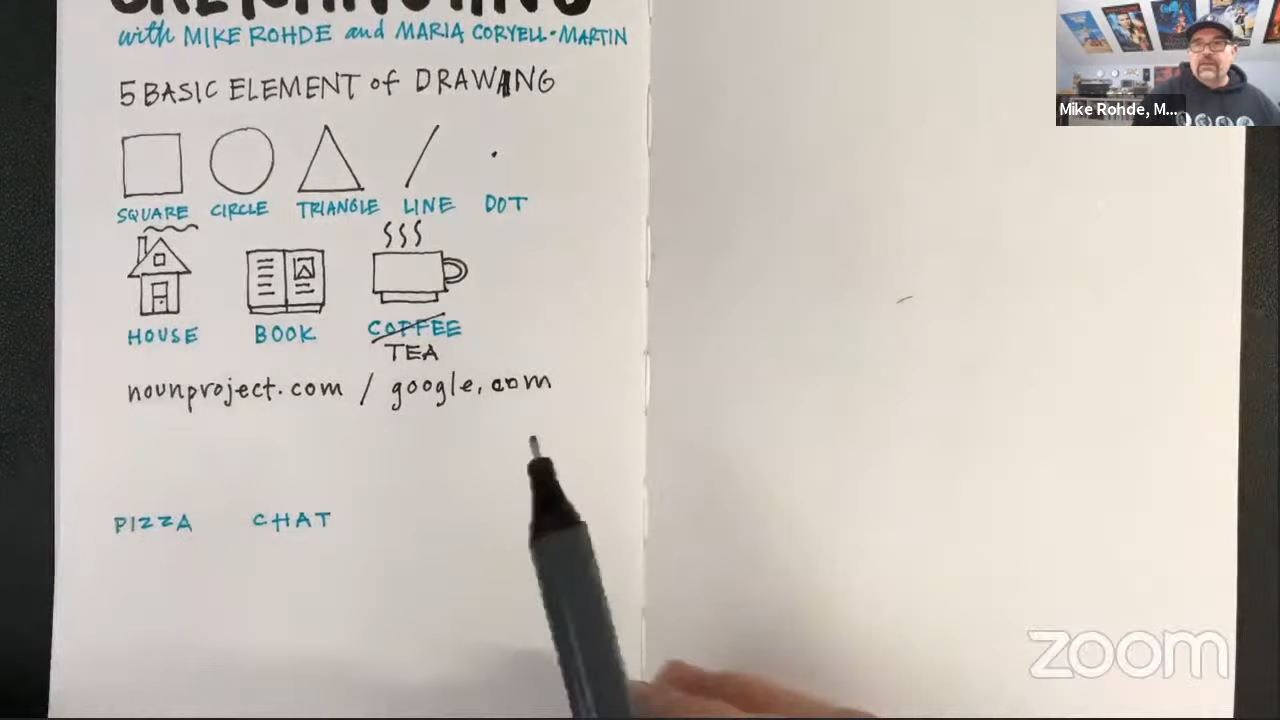 with MIKE ROHDE and MARIA CORYELL-MARTIN
5 BASIC ELEMENT of DRAWING
SQUARE CIRCLE TRIANGLE LINE DOT
HOUSE BOOK COFFEE
TEA
nounproject.com / google.com
PIZZA CHAT
Mike Rohde, M...
zoom